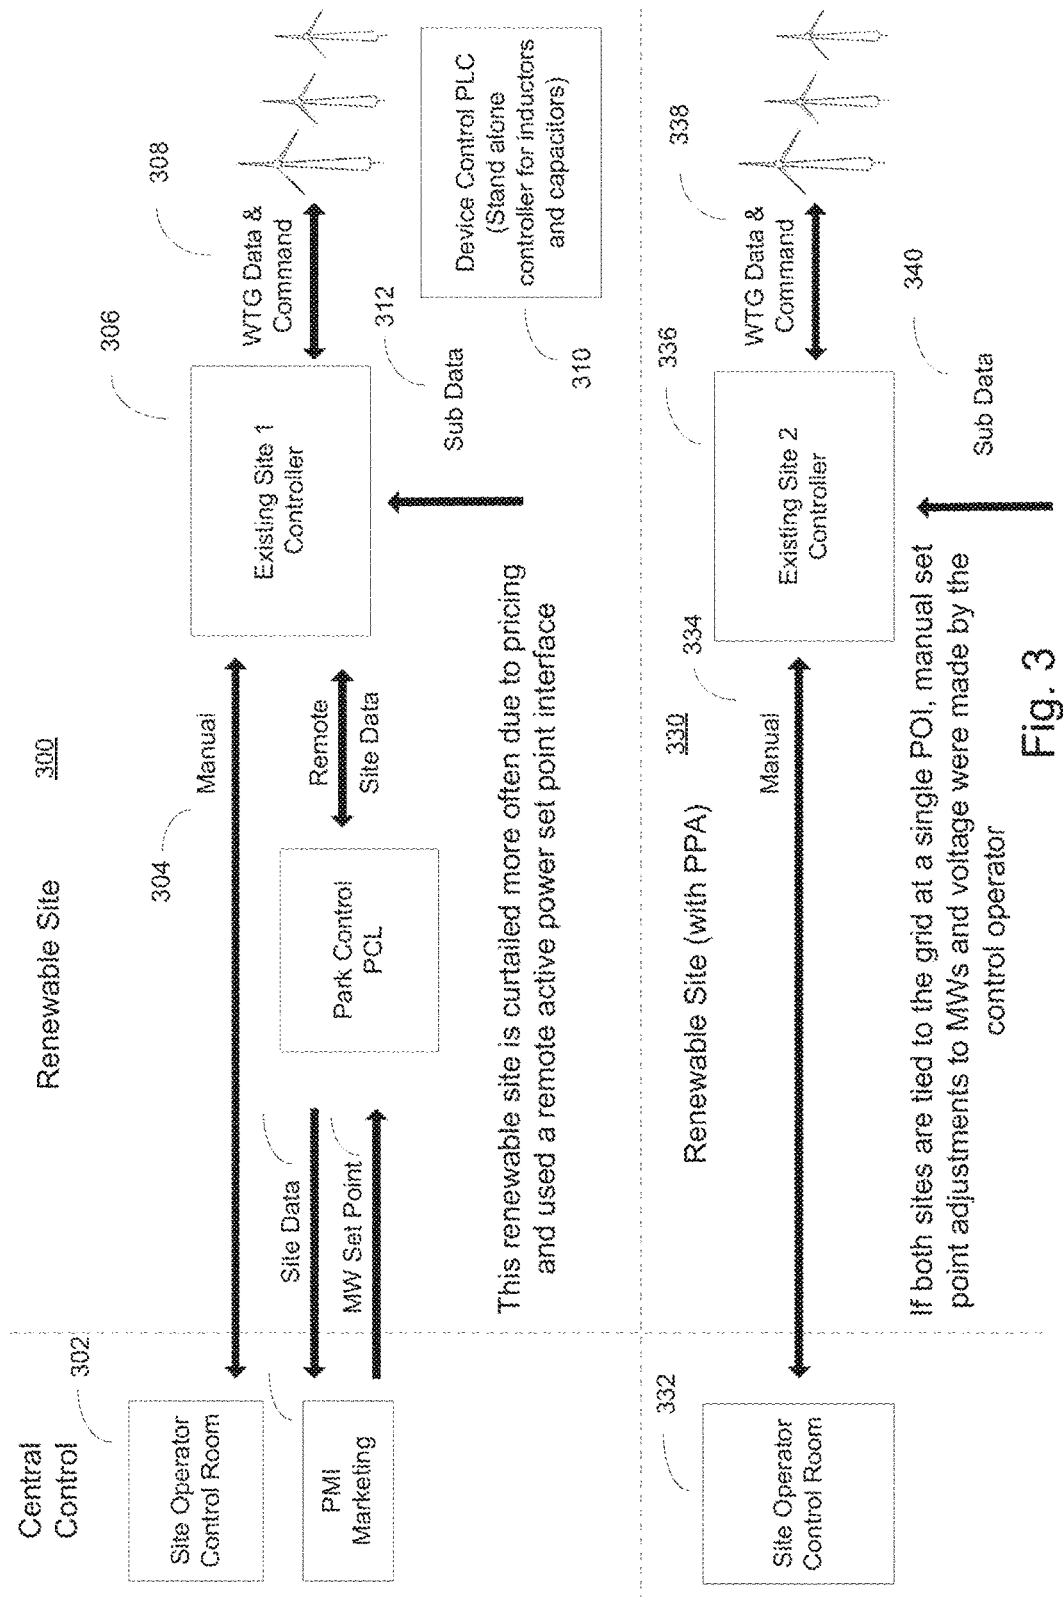 Central
Control
Renewable Site
300
302
Site Operator
Control Room
304
Manual
306
Existing Site 1
Controller
308
WTG Data &
Command
PMI
Marketing
Site Data
MW Set Point
Park Control
PCL
Remote
Site Data
312
Sub Data
310
Device Control PLC
(Stand alone
controller for inductors
and capacitors)
This renewable site is curtailed more often due to pricing
and used a remote active power set point interface
Renewable Site (with PPA)
330
332
Site Operator
Control Room
334
Manual
336
Existing Site 2
Controller
338
WTG Data &
Command
340
Sub Data
If both sites are tied to the grid at a single POI, manual set
point adjustments to MWs and voltage were made by the
control operator
Fig. 3